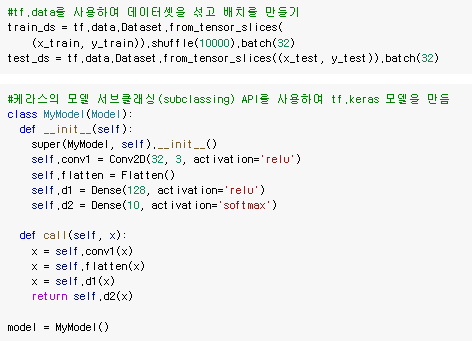 #tf.data를 사용하여 데이터셋을 섞고 배치를 만들기
train_ds = tf.data.Dataset.from_tensor_slices(
    (x_train, y_train)).shuffle(10000).batch(32)
test_ds = tf.data.Dataset.from_tensor_slices((x_test, y_test)).batch(32)
#케라스의 모델 서브클래싱(subclassing) API를 사용하여 tf.keras 모델을 만듬
class MyModel(Model):
  def __init__(self):
    super(MyModel, self).__init__()
    self.conv1 = Conv2D(32, 3, activation='relu')
    self.flatten = Flatten()
    self.d1 = Dense(128, activation='relu')
    self.d2 = Dense(10, activation='softmax')
  def call(self, x):
    x = self.conv1(x)
    x = self.flatten(x)
    x = self.d1(x)
    return self.d2(x)
model = MyModel()